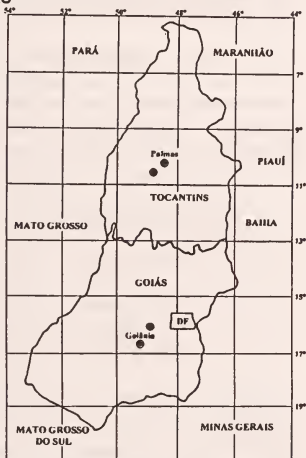 54° 50° 48° 46° 44°
PARÁ
MARANHÃO
7°
9°
Palmas
PIAUÍ
11°
TOCANTINS
MATO GROSSO
BAHIA
13°
GOIÁS
15°
DF
Goiânia
17°
19°
MATO GROSSO
DO SUL
MINAS GERAIS